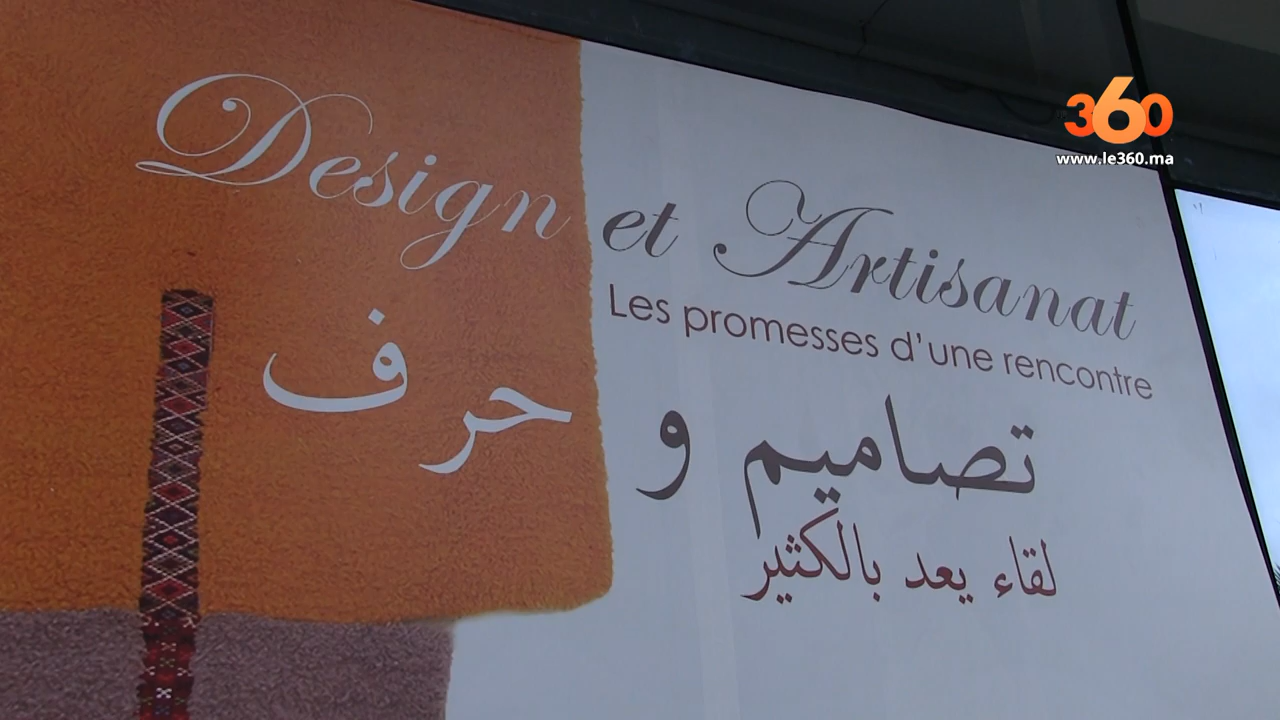 360
www.le360.ma
Design et Artisanat
Les promesses d'une rencontre
تصاميم و حرف
لقاء يعد بالكثير